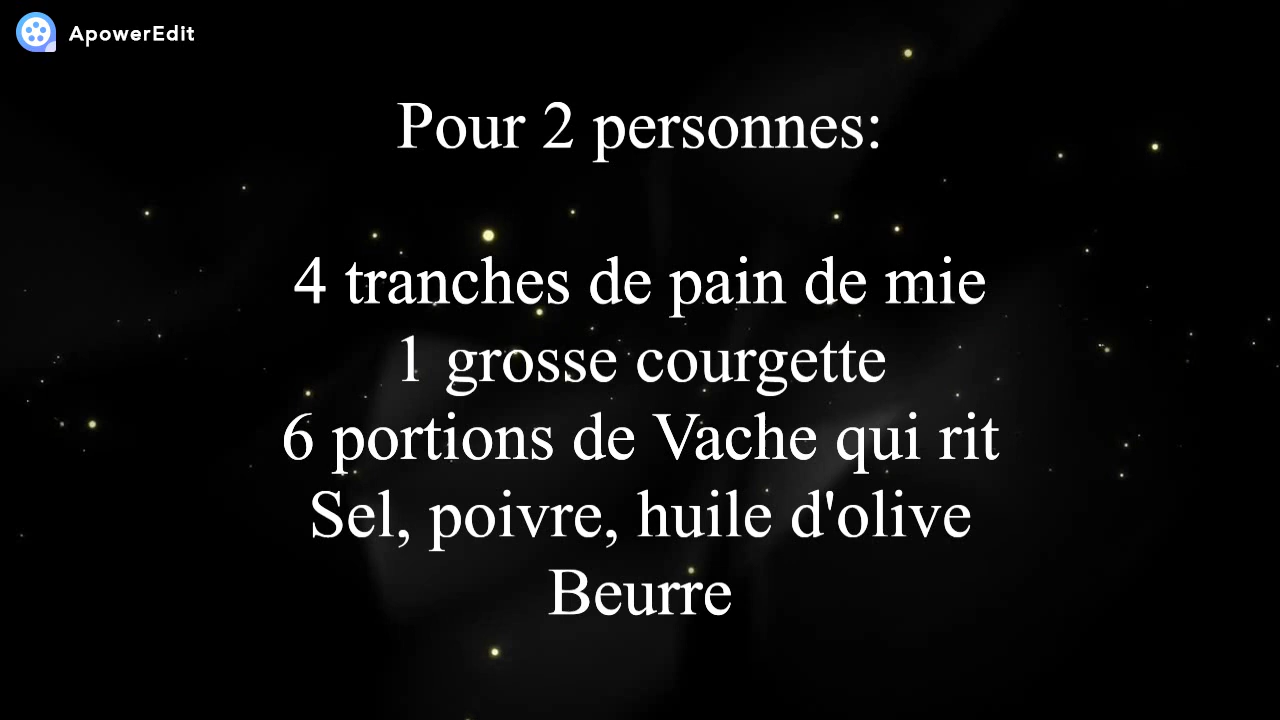 ApowerEdit
Pour 2 personnes:
4 tranches de pain de mie
1 grosse courgette
6 portions de Vache qui rit
Sel, poivre, huile d'olive
Beurre